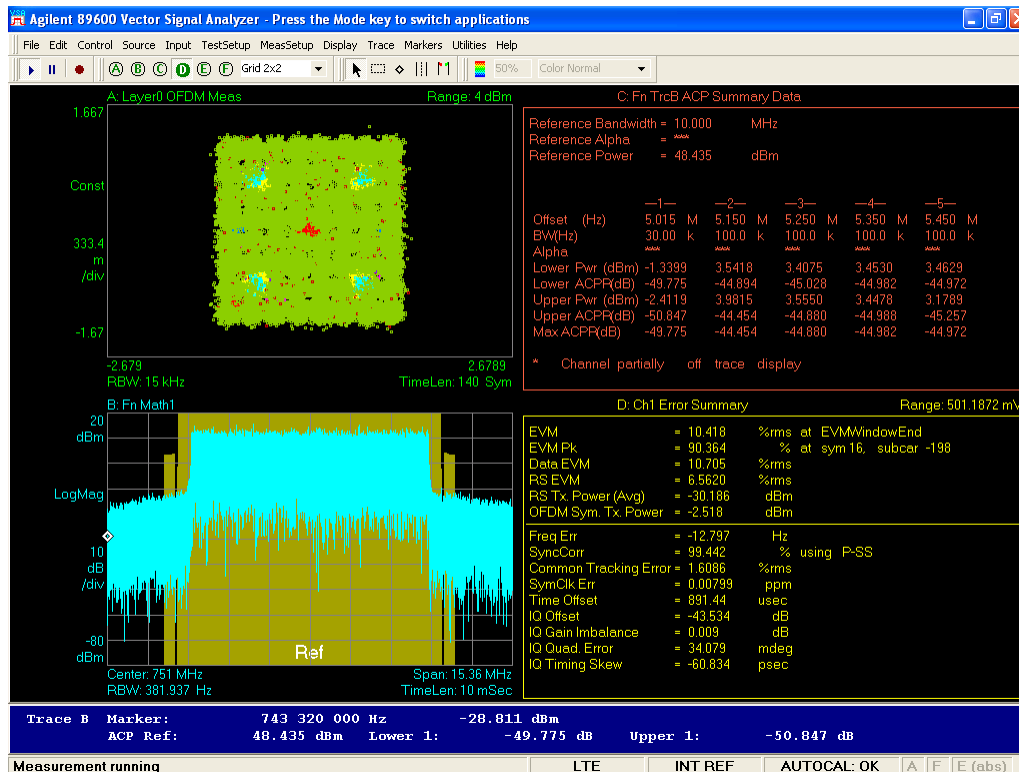 VSA Agilent 89600 Vector Signal Analyzer - Press the Mode key to switch applications
File Edit Control Source Input TestSetup MeasSetup Display Trace Markers Utilities Help
A B C D E F Grid 2x2 50% Color Normal
A: Layer0 OFDM Meas Range: 4 dBm
1.667
Const
333.4
m
/div
-1.67
-2.679 2.6789
RBW: 15 kHz TimeLen: 140 Sym
C: Fn TrcB ACP Summary Data
Reference Bandwidth = 10.000 MHz
Reference Alpha = ***
Reference Power = 48.435 dBm
—1— —2— —3— —4— —5—
Offset (Hz) 5.015 M 5.150 M 5.250 M 5.350 M 5.450 M
BW(Hz) 30.00 k 100.0 k 100.0 k 100.0 k 100.0 k
Alpha *** *** *** *** ***
Lower Pwr (dBm) -1.3399 3.5418 3.4075 3.4530 3.4629
Lower ACPR(dB) -49.775 -44.894 -45.028 -44.982 -44.972
Upper Pwr (dBm) -2.4119 3.9815 3.5550 3.4478 3.1789
Upper ACPR(dB) -50.847 -44.454 -44.880 -44.988 -45.257
Max ACPR(dB) -49.775 -44.454 -44.880 -44.982 -44.972
* Channel partially off trace display
B: Fn Math1
20
dBm
LogMag
10
dB
/div
-80
dBm
Ref
Center: 751 MHz Span: 15.36 MHz
RBW: 381.937 Hz TimeLen: 10 mSec
D: Ch1 Error Summary Range: 501.1872 mV
EVM = 10.418 %rms at EVMWindowEnd
EVM Pk = 90.364 % at sym 16, subcar -198
Data EVM = 10.705 %rms
RS EVM = 6.5620 %rms
RS Tx. Power (Avg) = -30.186 dBm
OFDM Sym. Tx. Power = -2.518 dBm
Freq Err = -12.797 Hz
SyncCorr = 99.442 % using P-SS
Common Tracking Error = 1.6086 %rms
SymClk Err = 0.00799 ppm
Time Offset = 891.44 usec
IQ Offset = -43.534 dB
IQ Gain Imbalance = 0.009 dB
IQ Quad. Error = 34.079 mdeg
IQ Timing Skew = -60.834 psec
Trace B Marker: 743 320 000 Hz -28.811 dBm
ACP Ref: 48.435 dBm Lower 1: -49.775 dB Upper 1: -50.847 dB
Measurement running LTE INT REF AUTOCAL: OK A F E (abs)